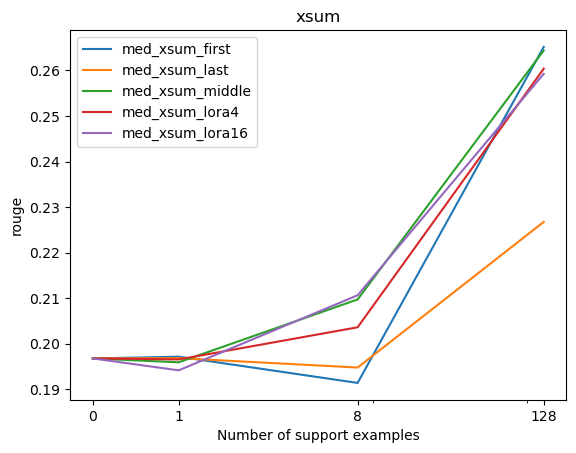 xsum
med_xsum_first
med_xsum_last
med_xsum_middle
med_xsum_lora4
med_xsum_lora16
rouge
0.26
0.25
0.24
0.23
0.22
0.21
0.20
0.19
0 1 8 128
Number of support examples